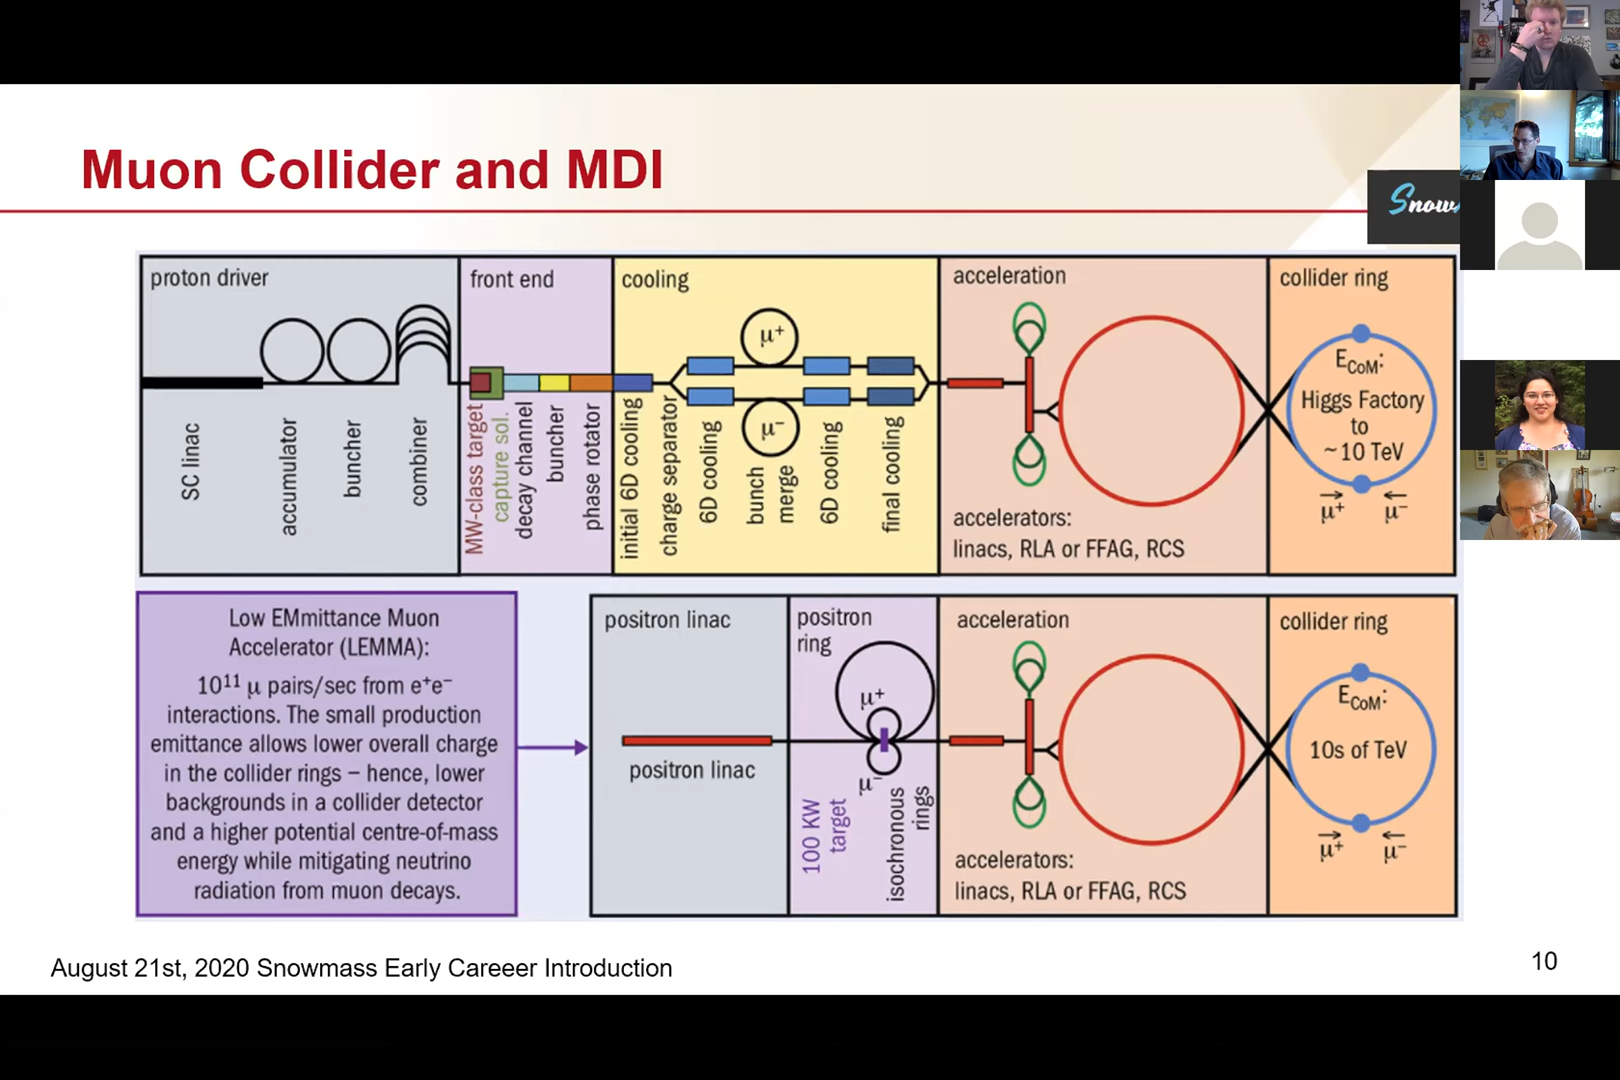 Muon Collider and MDI
Snow
proton driver
SC linac
accumulator
buncher
combiner
front end
MW-class target
capture sol.
decay channel
buncher
phase rotator
cooling
μ+
μ−
initial 6D cooling
charge separator
6D cooling
bunch
merge
6D cooling
final cooling
acceleration
accelerators:
linacs, RLA or FFAG, RCS
collider ring
ECoM:
Higgs Factory
to
~10 TeV
μ+ μ−
Low EMmittance Muon
Accelerator (LEMMA):
10¹¹ μ pairs/sec from e⁺e⁻
interactions. The small production
emittance allows lower overall charge
in the collider rings – hence, lower
backgrounds in a collider detector
and a higher potential centre-of-mass
energy while mitigating neutrino
radiation from muon decays.
positron linac
positron linac
positron
ring
μ+
μ−
100 KW
target
isochronous
rings
acceleration
accelerators:
linacs, RLA or FFAG, RCS
collider ring
ECoM:
10s of TeV
μ+ μ−
August 21st, 2020 Snowmass Early Careeer Introduction
10